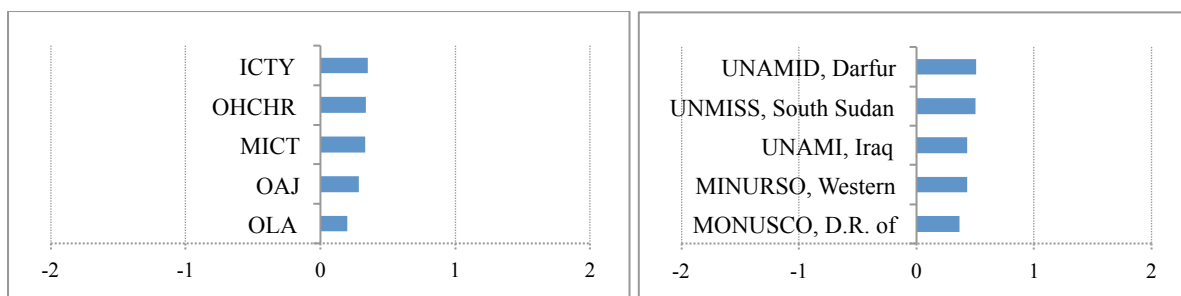 ICTY
OHCHR
MICT
OAJ
OLA
-2 -1 0 1 2
UNAMID, Darfur
UNMISS, South Sudan
UNAMI, Iraq
MINURSO, Western
MONUSCO, D.R. of
-2 -1 0 1 2